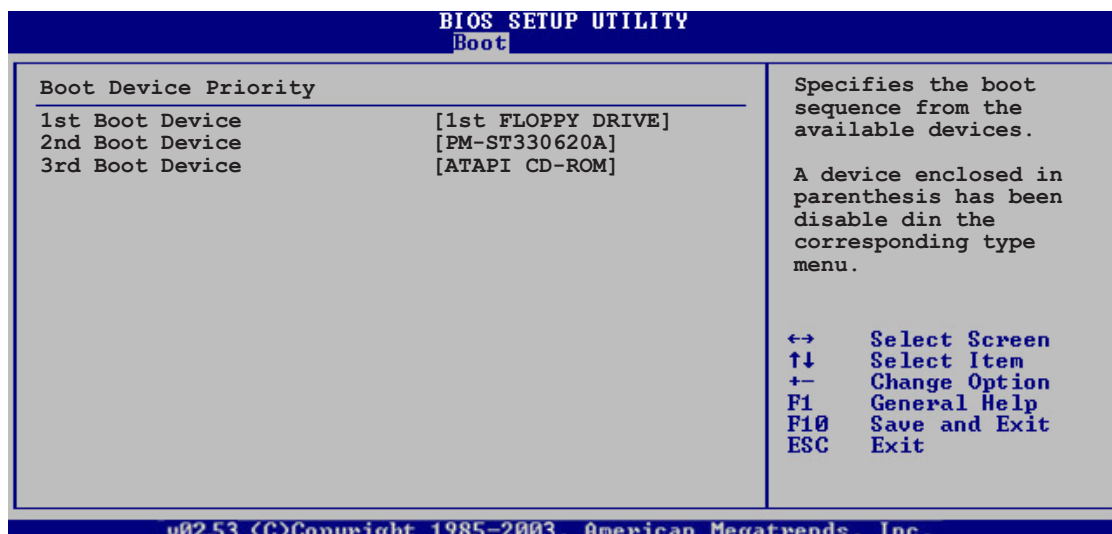 BIOS SETUP UTILITY
Boot
Boot Device Priority
1st Boot Device [1st FLOPPY DRIVE]
2nd Boot Device [PM-ST330620A]
3rd Boot Device [ATAPI CD-ROM]
Specifies the boot
sequence from the
available devices.
A device enclosed in
parenthesis has been
disable din the
corresponding type
menu.
←→ Select Screen
↑↓ Select Item
+- Change Option
F1 General Help
F10 Save and Exit
ESC Exit
v02.53 (C)Copyright 1985-2003, American Megatrends, Inc.